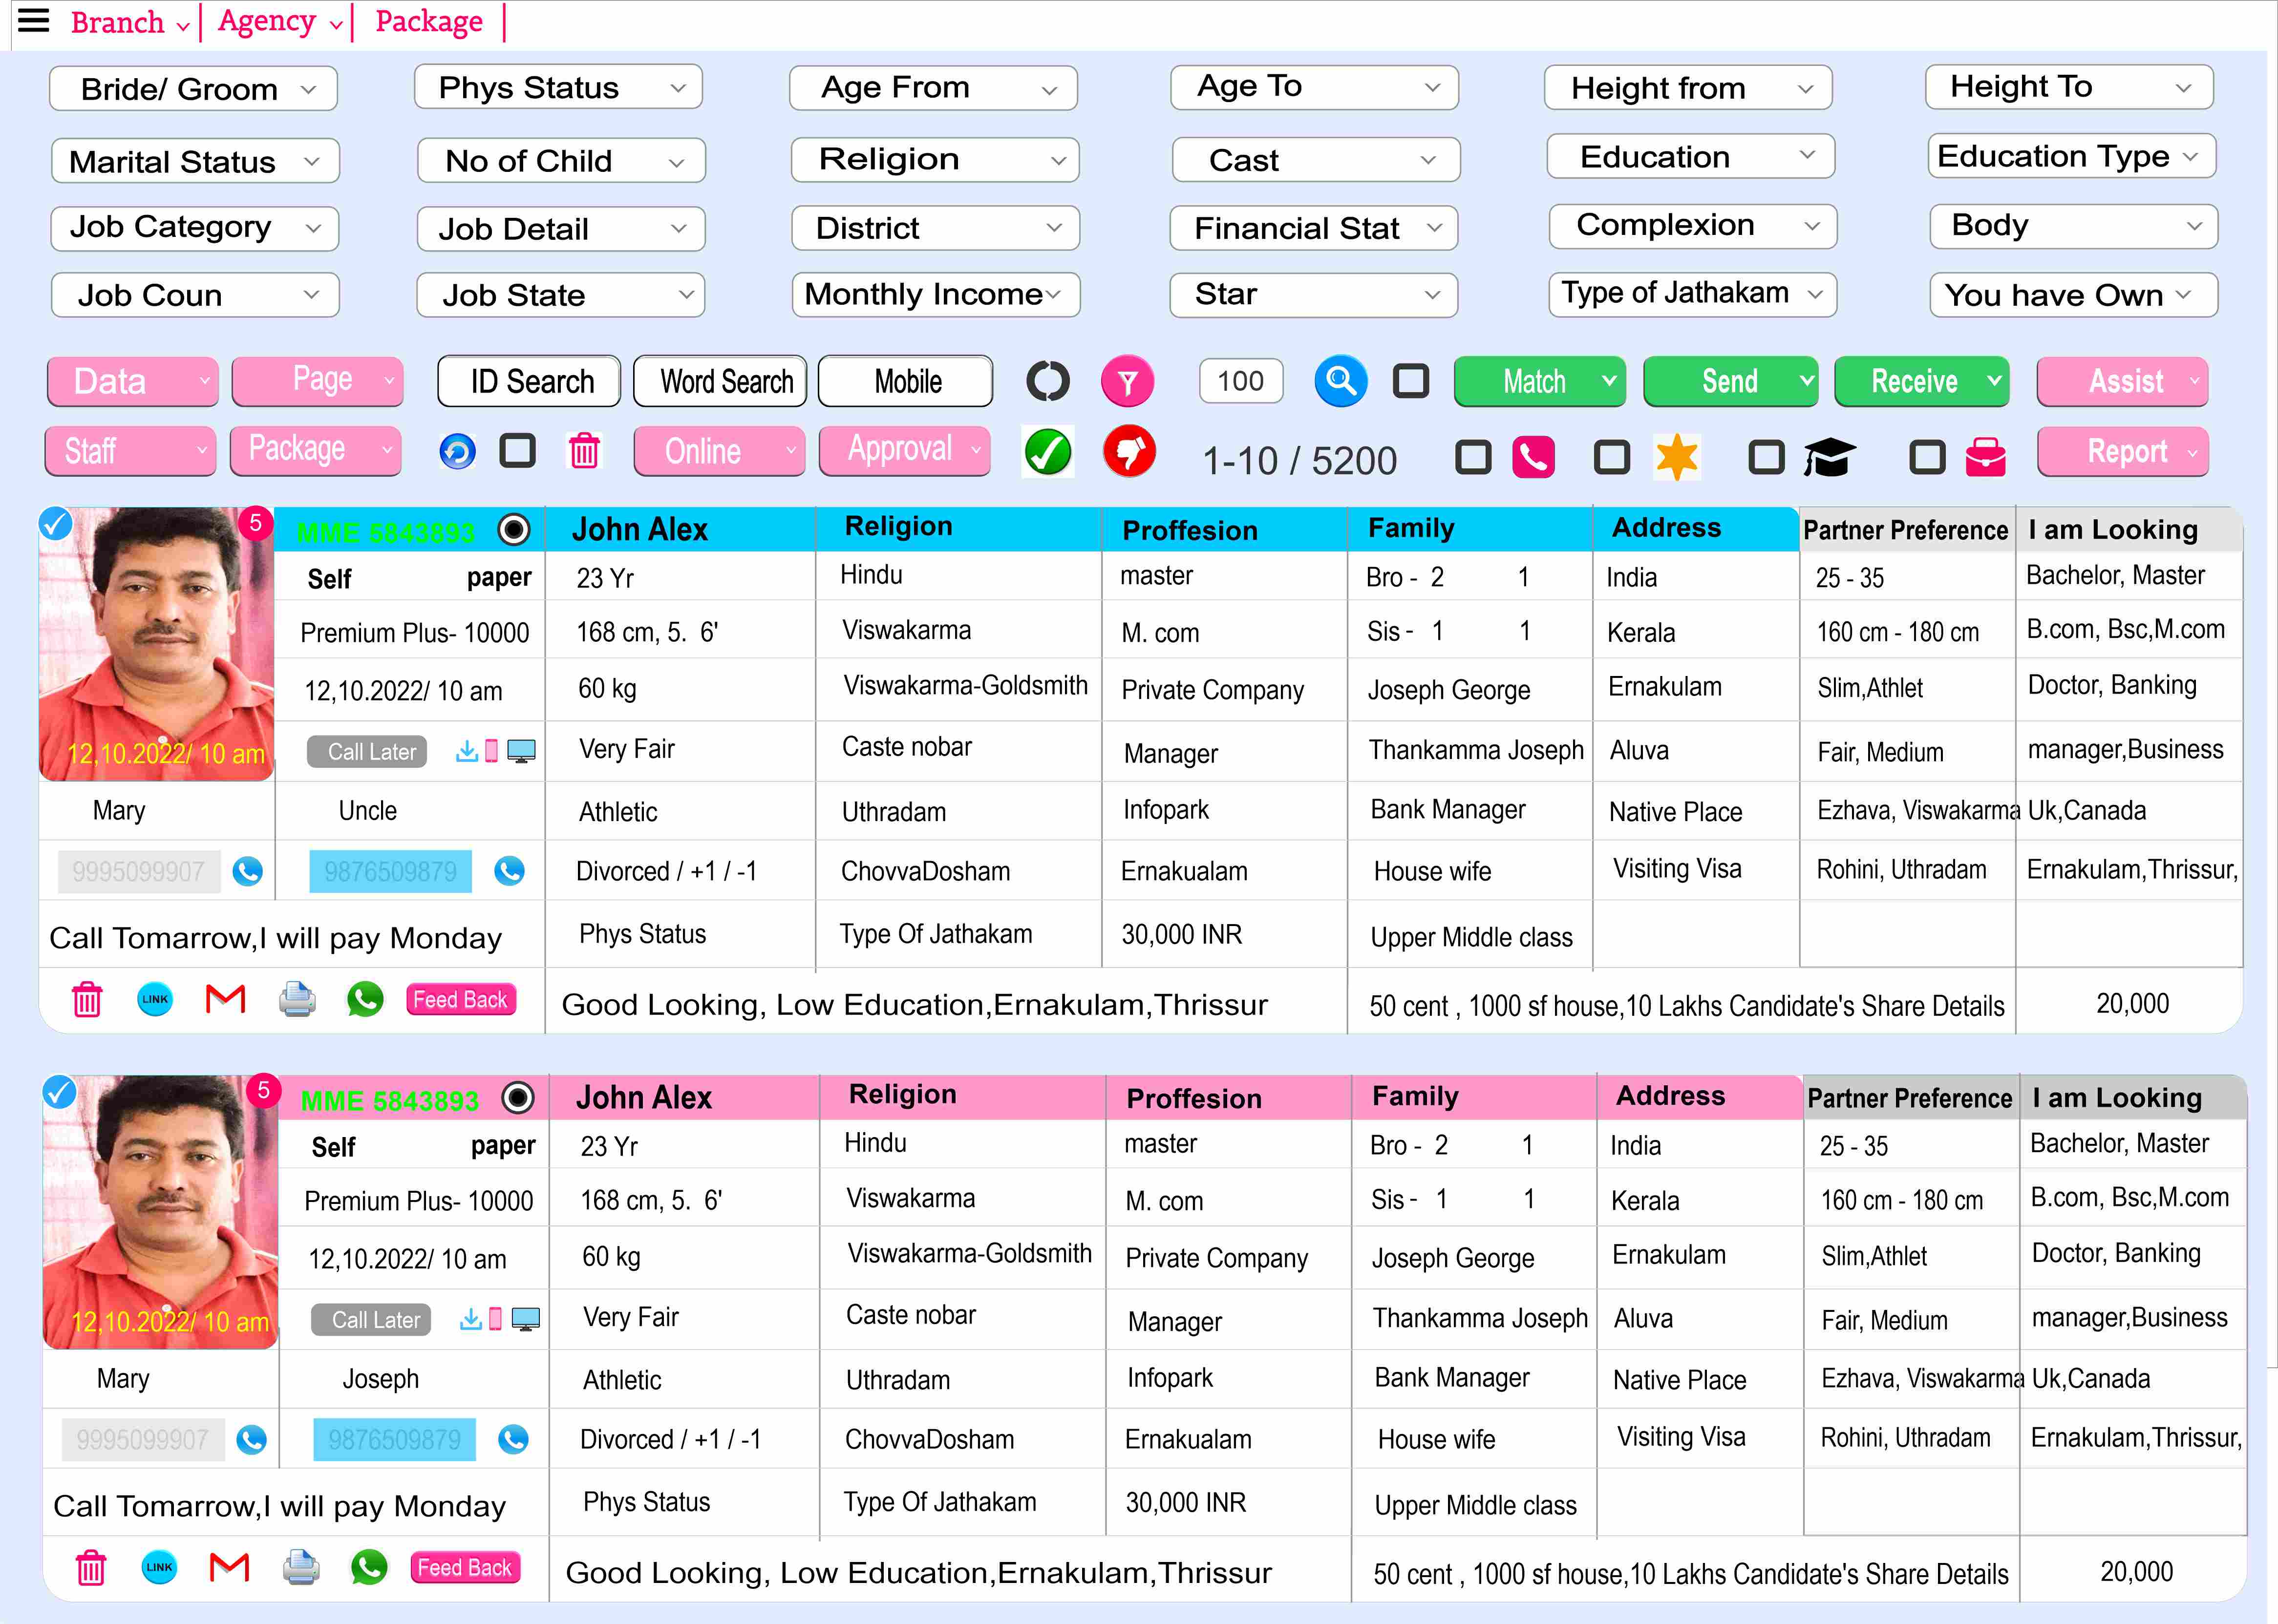 Branch Agency Package
Bride/ Groom Phys Status Age From Age To Height from Height To
Marital Status No of Child Religion Cast Education Education Type
Job Category Job Detail District Financial Stat Complexion Body
Job Coun Job State Monthly Income Star Type of Jathakam You have Own
Data Page ID Search Word Search Mobile 100 Match Send Receive Assist
Staff Package Online Approval 1-10 / 5200 Report
5 MME 5843893 John Alex Religion Proffesion Family Address Partner Preference I am Looking
Self paper 23 Yr Hindu master Bro - 2 1 India 25 - 35 Bachelor, Master
Premium Plus- 10000 168 cm, 5. 6' Viswakarma M. com Sis - 1 1 Kerala 160 cm - 180 cm B.com, Bsc,M.com
12,10.2022/ 10 am 60 kg Viswakarma-Goldsmith Private Company Joseph George Ernakulam Slim,Athlet Doctor, Banking
12,10.2022/ 10 am Call Later Very Fair Caste nobar Manager Thankamma Joseph Aluva Fair, Medium manager,Business
Mary Uncle Athletic Uthradam Infopark Bank Manager Native Place Ezhava, Viswakarma Uk,Canada
9995099907 9876509879 Divorced / +1 / -1 ChovvaDosham Ernakualam House wife Visiting Visa Rohini, Uthradam Ernakulam,Thrissur,
Call Tomarrow,I will pay Monday Phys Status Type Of Jathakam 30,000 INR Upper Middle class
LINK Feed Back Good Looking, Low Education,Ernakulam,Thrissur 50 cent , 1000 sf house,10 Lakhs Candidate's Share Details 20,000
5 MME 5843893 John Alex Religion Proffesion Family Address Partner Preference I am Looking
Self paper 23 Yr Hindu master Bro - 2 1 India 25 - 35 Bachelor, Master
Premium Plus- 10000 168 cm, 5. 6' Viswakarma M. com Sis - 1 1 Kerala 160 cm - 180 cm B.com, Bsc,M.com
12,10.2022/ 10 am 60 kg Viswakarma-Goldsmith Private Company Joseph George Ernakulam Slim,Athlet Doctor, Banking
12,10.2022/ 10 am Call Later Very Fair Caste nobar Manager Thankamma Joseph Aluva Fair, Medium manager,Business
Mary Joseph Athletic Uthradam Infopark Bank Manager Native Place Ezhava, Viswakarma Uk,Canada
9995099907 9876509879 Divorced / +1 / -1 ChovvaDosham Ernakualam House wife Visiting Visa Rohini, Uthradam Ernakulam,Thrissur,
Call Tomarrow,I will pay Monday Phys Status Type Of Jathakam 30,000 INR Upper Middle class
LINK Feed Back Good Looking, Low Education,Ernakulam,Thrissur 50 cent , 1000 sf house,10 Lakhs Candidate's Share Details 20,000